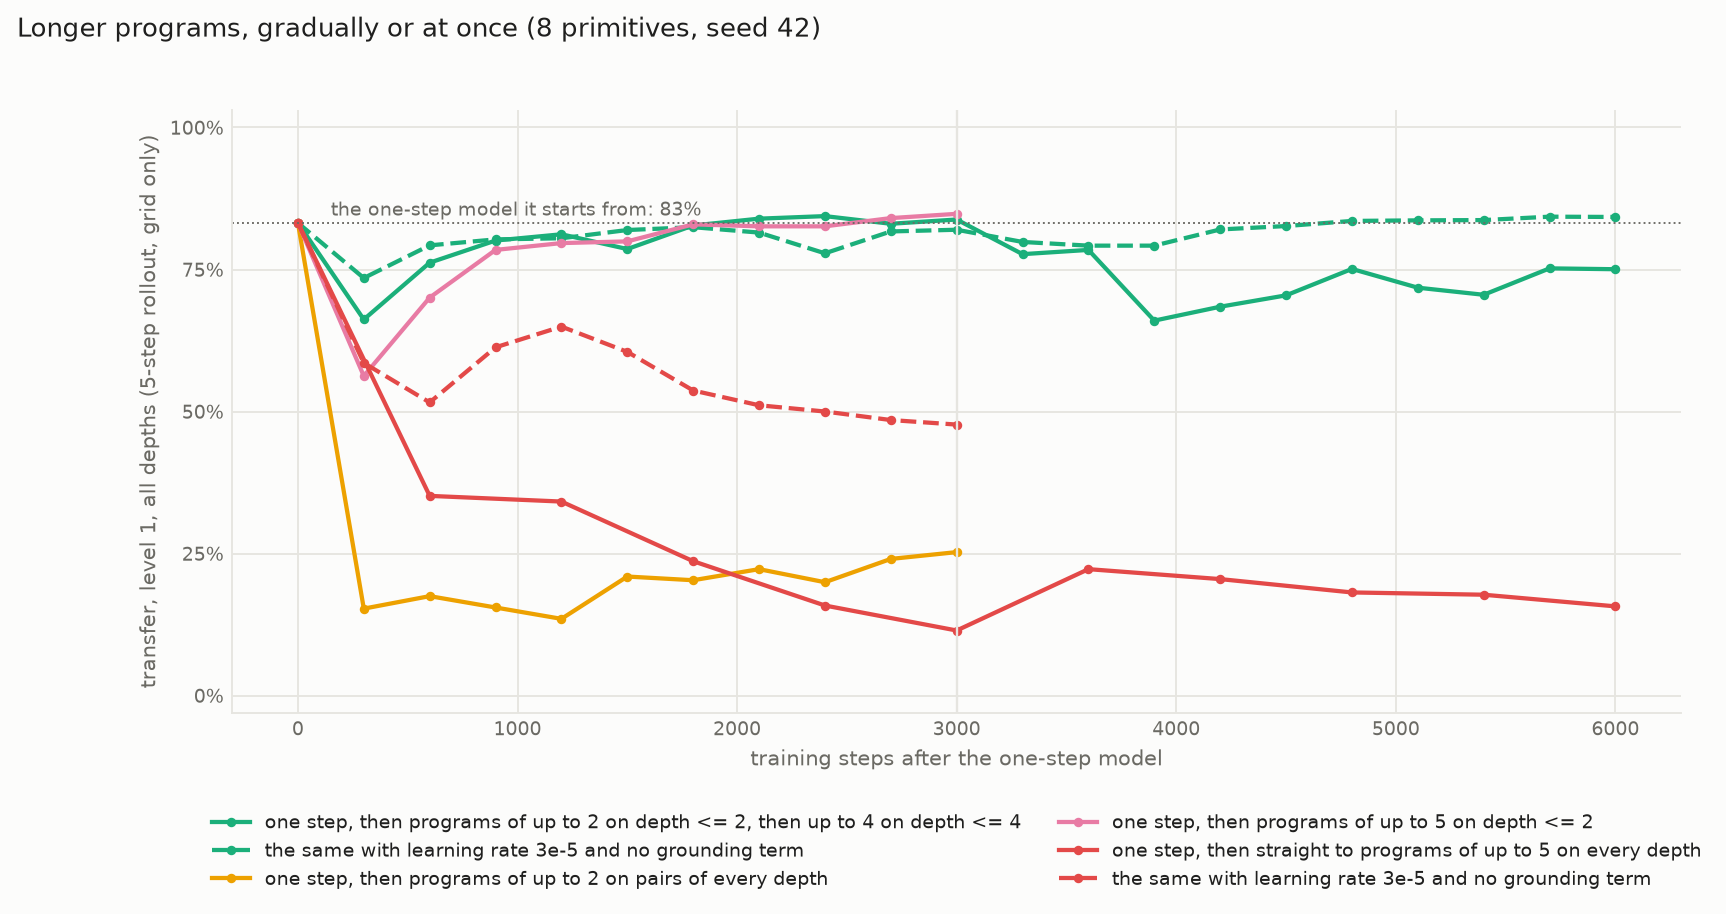 Longer programs, gradually or at once (8 primitives, seed 42)
transfer, level 1, all depths (5-step rollout, grid only)
100%
75%
50%
25%
0%
the one-step model it starts from: 83%
0 1000 2000 3000 4000 5000 6000
training steps after the one-step model
one step, then programs of up to 2 on depth <= 2, then up to 4 on depth <= 4
the same with learning rate 3e-5 and no grounding term
one step, then programs of up to 2 on pairs of every depth
one step, then programs of up to 5 on depth <= 2
one step, then straight to programs of up to 5 on every depth
the same with learning rate 3e-5 and no grounding term